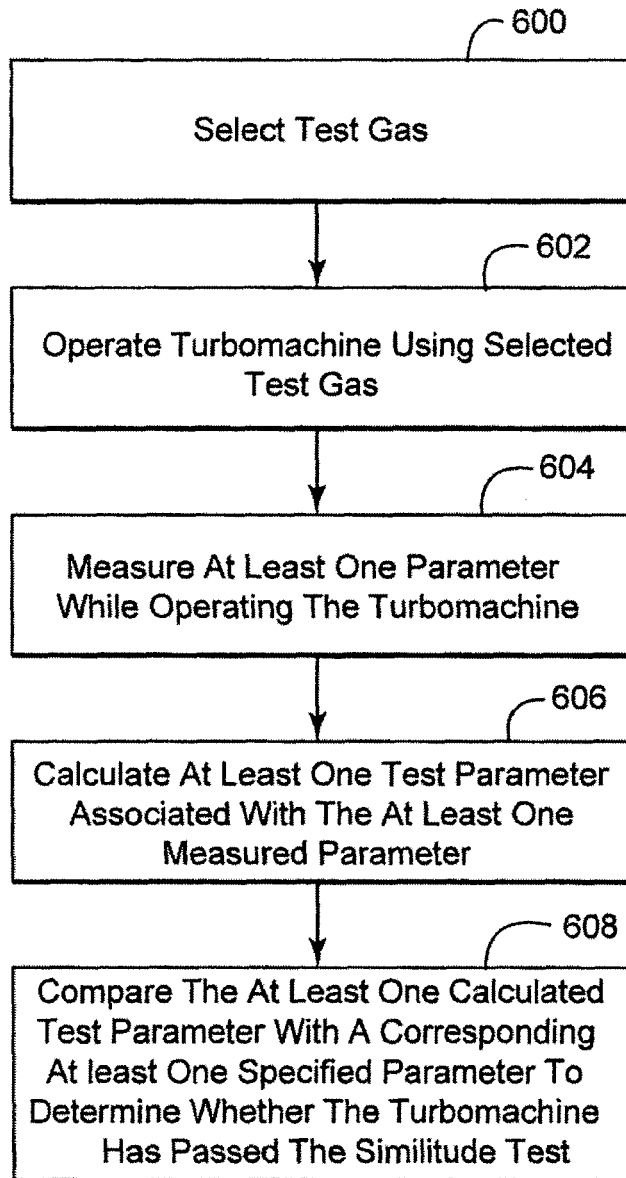 600
Select Test Gas
602
Operate Turbomachine Using Selected
Test Gas
604
Measure At Least One Parameter
While Operating The Turbomachine
606
Calculate At Least One Test Parameter
Associated With The At Least One
Measured Parameter
608
Compare The At Least One Calculated
Test Parameter With A Corresponding
At least One Specified Parameter To
Determine Whether The Turbomachine
Has Passed The Similitude Test